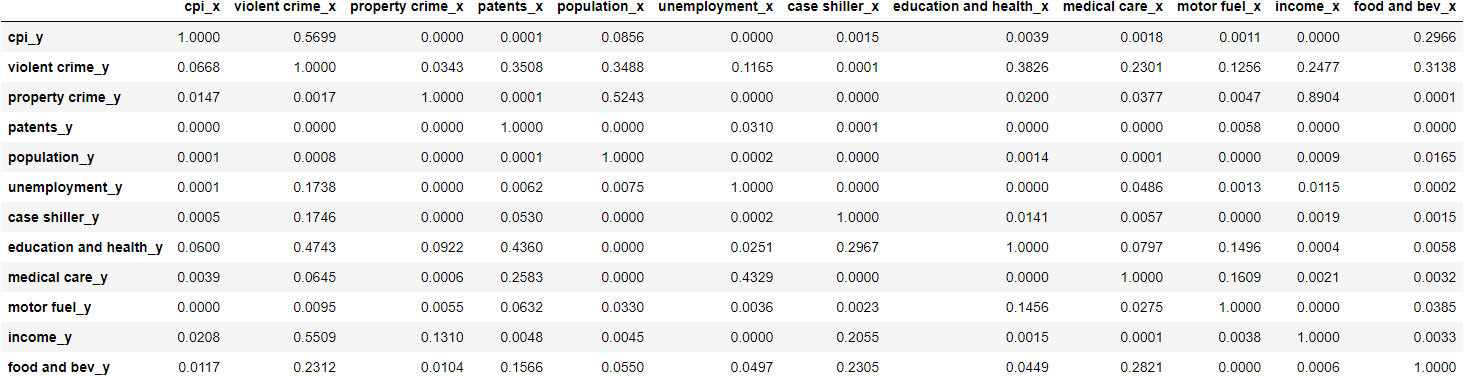 cpi_x violent crime_x property crime_x patents_x population_x unemployment_x case shiller_x education and health_x medical care_x motor fuel_x income_x food and bev_x
cpi_y 1.0000 0.5699 0.0000 0.0001 0.0856 0.0000 0.0015 0.0039 0.0018 0.0011 0.0000 0.2966
violent crime_y 0.0668 1.0000 0.0343 0.3508 0.3488 0.1165 0.0001 0.3826 0.2301 0.1256 0.2477 0.3138
property crime_y 0.0147 0.0017 1.0000 0.0001 0.5243 0.0000 0.0000 0.0200 0.0377 0.0047 0.8904 0.0001
patents_y 0.0000 0.0000 0.0000 1.0000 0.0000 0.0310 0.0001 0.0000 0.0000 0.0058 0.0000 0.0000
population_y 0.0001 0.0008 0.0000 0.0001 1.0000 0.0002 0.0000 0.0014 0.0001 0.0000 0.0009 0.0165
unemployment_y 0.0001 0.1738 0.0000 0.0062 0.0075 1.0000 0.0000 0.0000 0.0486 0.0013 0.0115 0.0002
case shiller_y 0.0005 0.1746 0.0000 0.0530 0.0000 0.0002 1.0000 0.0141 0.0057 0.0000 0.0019 0.0015
education and health_y 0.0600 0.4743 0.0922 0.4360 0.0000 0.0251 0.2967 1.0000 0.0797 0.1496 0.0004 0.0058
medical care_y 0.0039 0.0645 0.0006 0.2583 0.0000 0.4329 0.0000 0.0000 1.0000 0.1609 0.0021 0.0032
motor fuel_y 0.0000 0.0095 0.0055 0.0632 0.0330 0.0036 0.0023 0.1456 0.0275 1.0000 0.0000 0.0385
income_y 0.0208 0.5509 0.1310 0.0048 0.0045 0.0000 0.2055 0.0015 0.0001 0.0038 1.0000 0.0033
food and bev_y 0.0117 0.2312 0.0104 0.1566 0.0550 0.0497 0.2305 0.0449 0.2821 0.0000 0.0006 1.0000